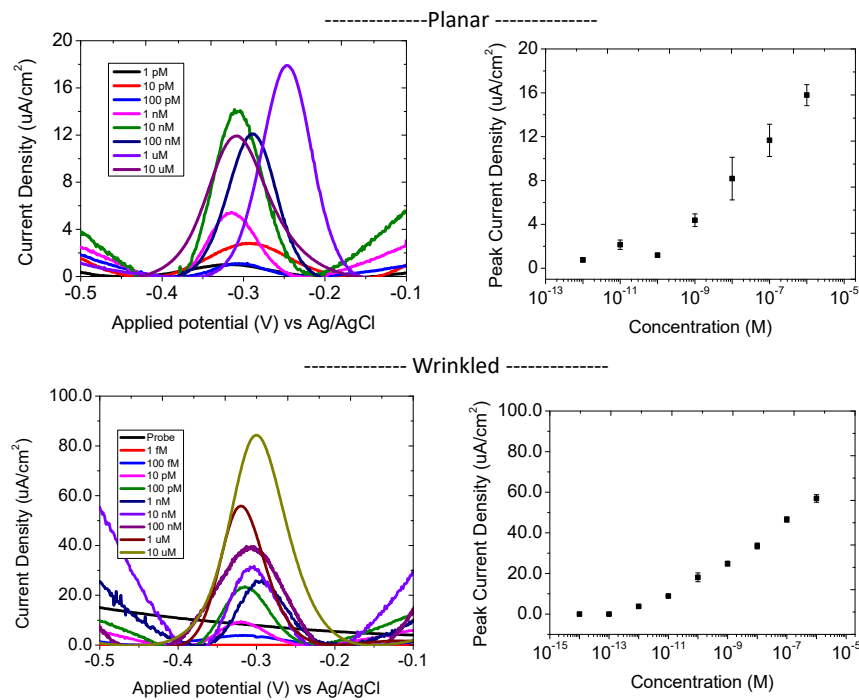 --------------------Planar --------------------
20
16
12
8
4
0
Current Density (uA/cm²)
1 pM
10 pM
100 pM
1 nM
10 nM
100 nM
1 uM
10 uM
-0.5 -0.4 -0.3 -0.2 -0.1
Applied potential (V) vs Ag/AgCl
20
16
12
8
4
0
Peak Current Density (uA/cm²)
10⁻¹³ 10⁻¹¹ 10⁻⁹ 10⁻⁷ 10⁻⁵
Concentration (M)
------------------ Wrinkled ------------------
100.0
80.0
60.0
40.0
20.0
0.0
Current Density (uA/cm²)
Probe
1 fM
100 fM
10 pM
100 pM
1 nM
10 nM
100 nM
1 uM
10 uM
-0.5 -0.4 -0.3 -0.2 -0.1
Applied potential (V) vs Ag/AgCl
100.0
80.0
60.0
40.0
20.0
0.0
Peak Current Density (uA/cm²)
10⁻¹⁵ 10⁻¹³ 10⁻¹¹ 10⁻⁹ 10⁻⁷ 10⁻⁵
Concentration (M)